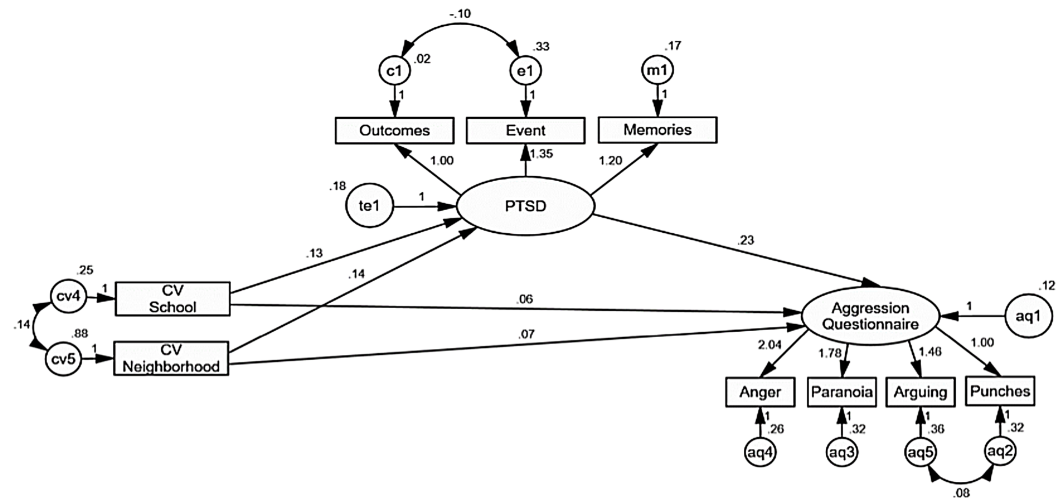 -.10
c1
.02
e1
.33
m1
.17
1
1
1
Outcomes
Event
Memories
1.00
1.35
1.20
.18
te1
1
PTSD
.13
.14
.23
.25
cv4
1
CV
School
.06
.14
.88
cv5
1
CV
Neighborhood
.07
Aggression
Questionnaire
1
.12
aq1
2.04
1.78
1.46
1.00
Anger
Paranoia
Arguing
Punches
1
.26
1
.32
1
.36
1
.32
aq4
aq3
aq5
aq2
.08